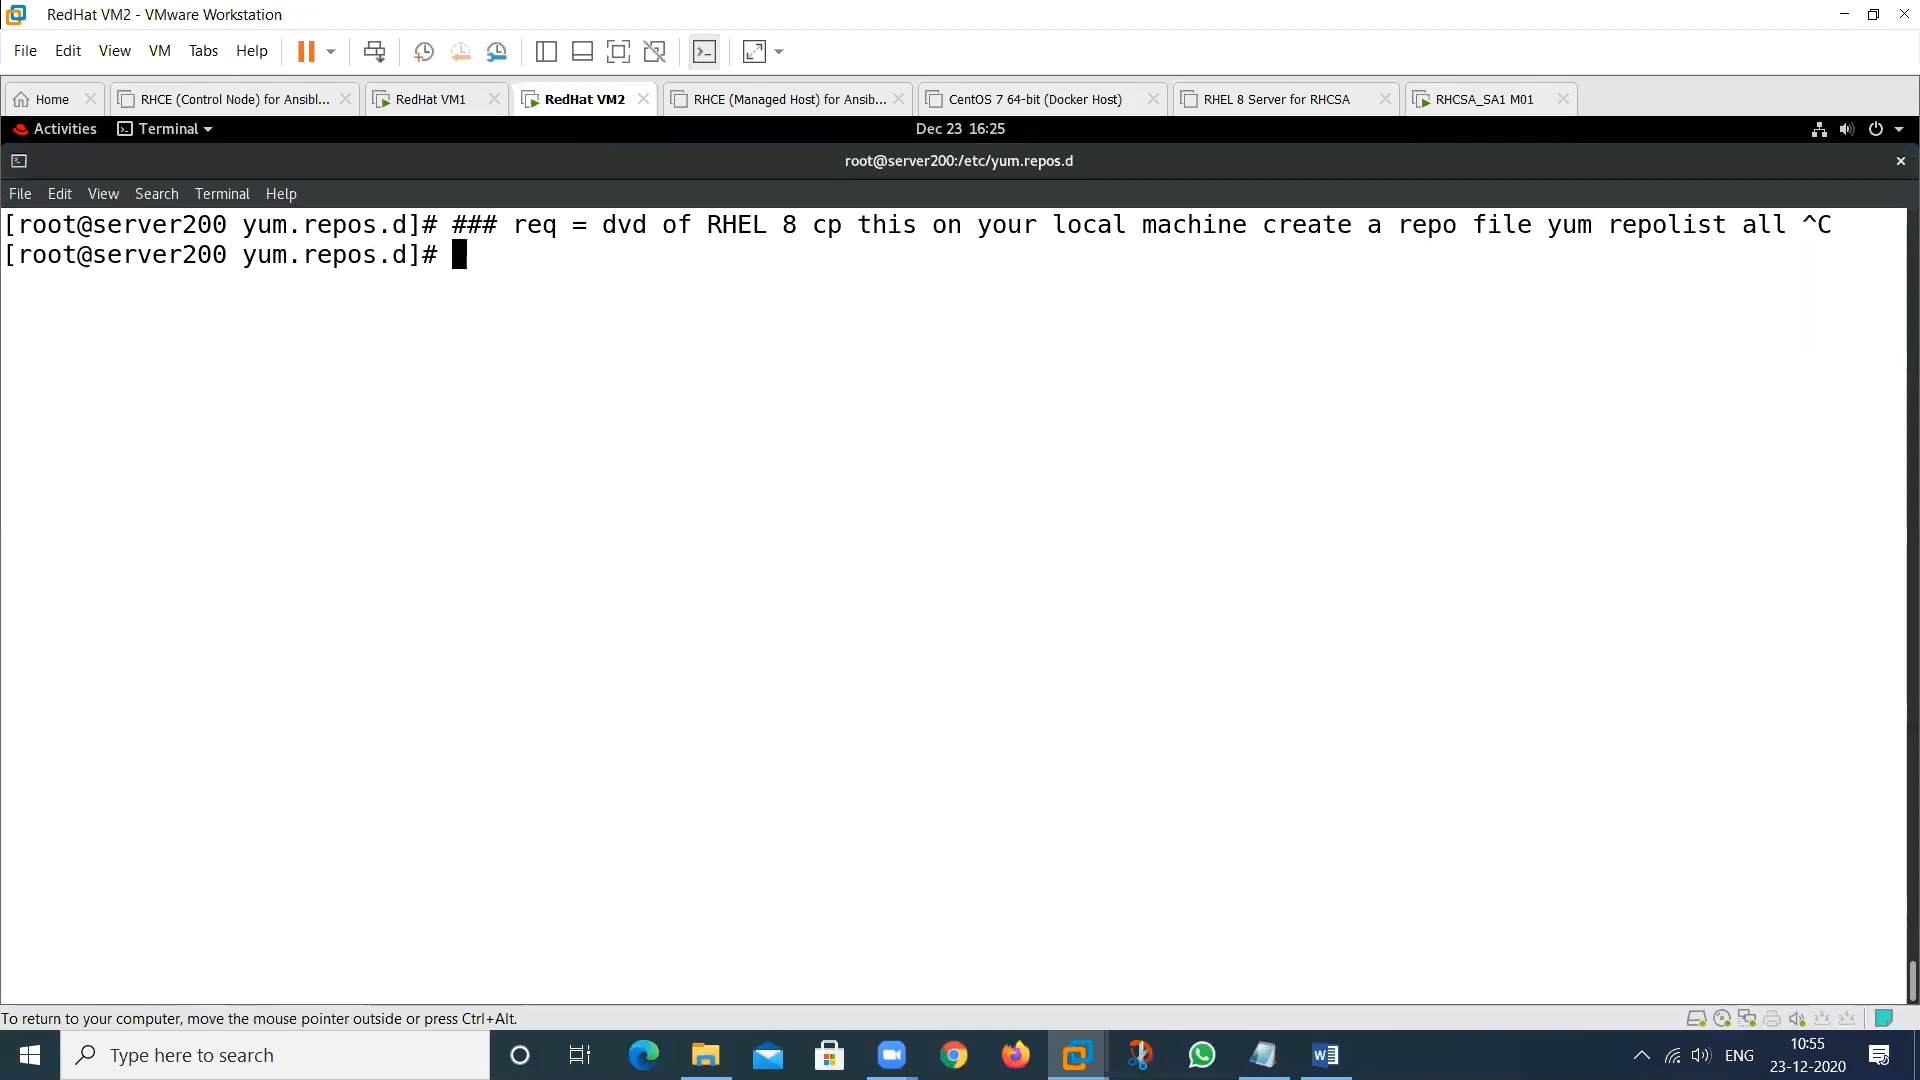 RedHat VM2 - VMware Workstation
File Edit View VM Tabs Help
Home RHCE (Control Node) for Ansibl... RedHat VM1 RedHat VM2 RHCE (Managed Host) for Ansib... CentOS 7 64-bit (Docker Host) RHEL 8 Server for RHCSA RHCSA_SA1 M01
Activities Terminal Dec 23 16:25
root@server200:/etc/yum.repos.d
File Edit View Search Terminal Help
[root@server200 yum.repos.d]# ### req = dvd of RHEL 8 cp this on your local machine create a repo file yum repolist all ^C
[root@server200 yum.repos.d]#
To return to your computer, move the mouse pointer outside or press Ctrl+Alt.
Type here to search
ENG
10:55
23-12-2020